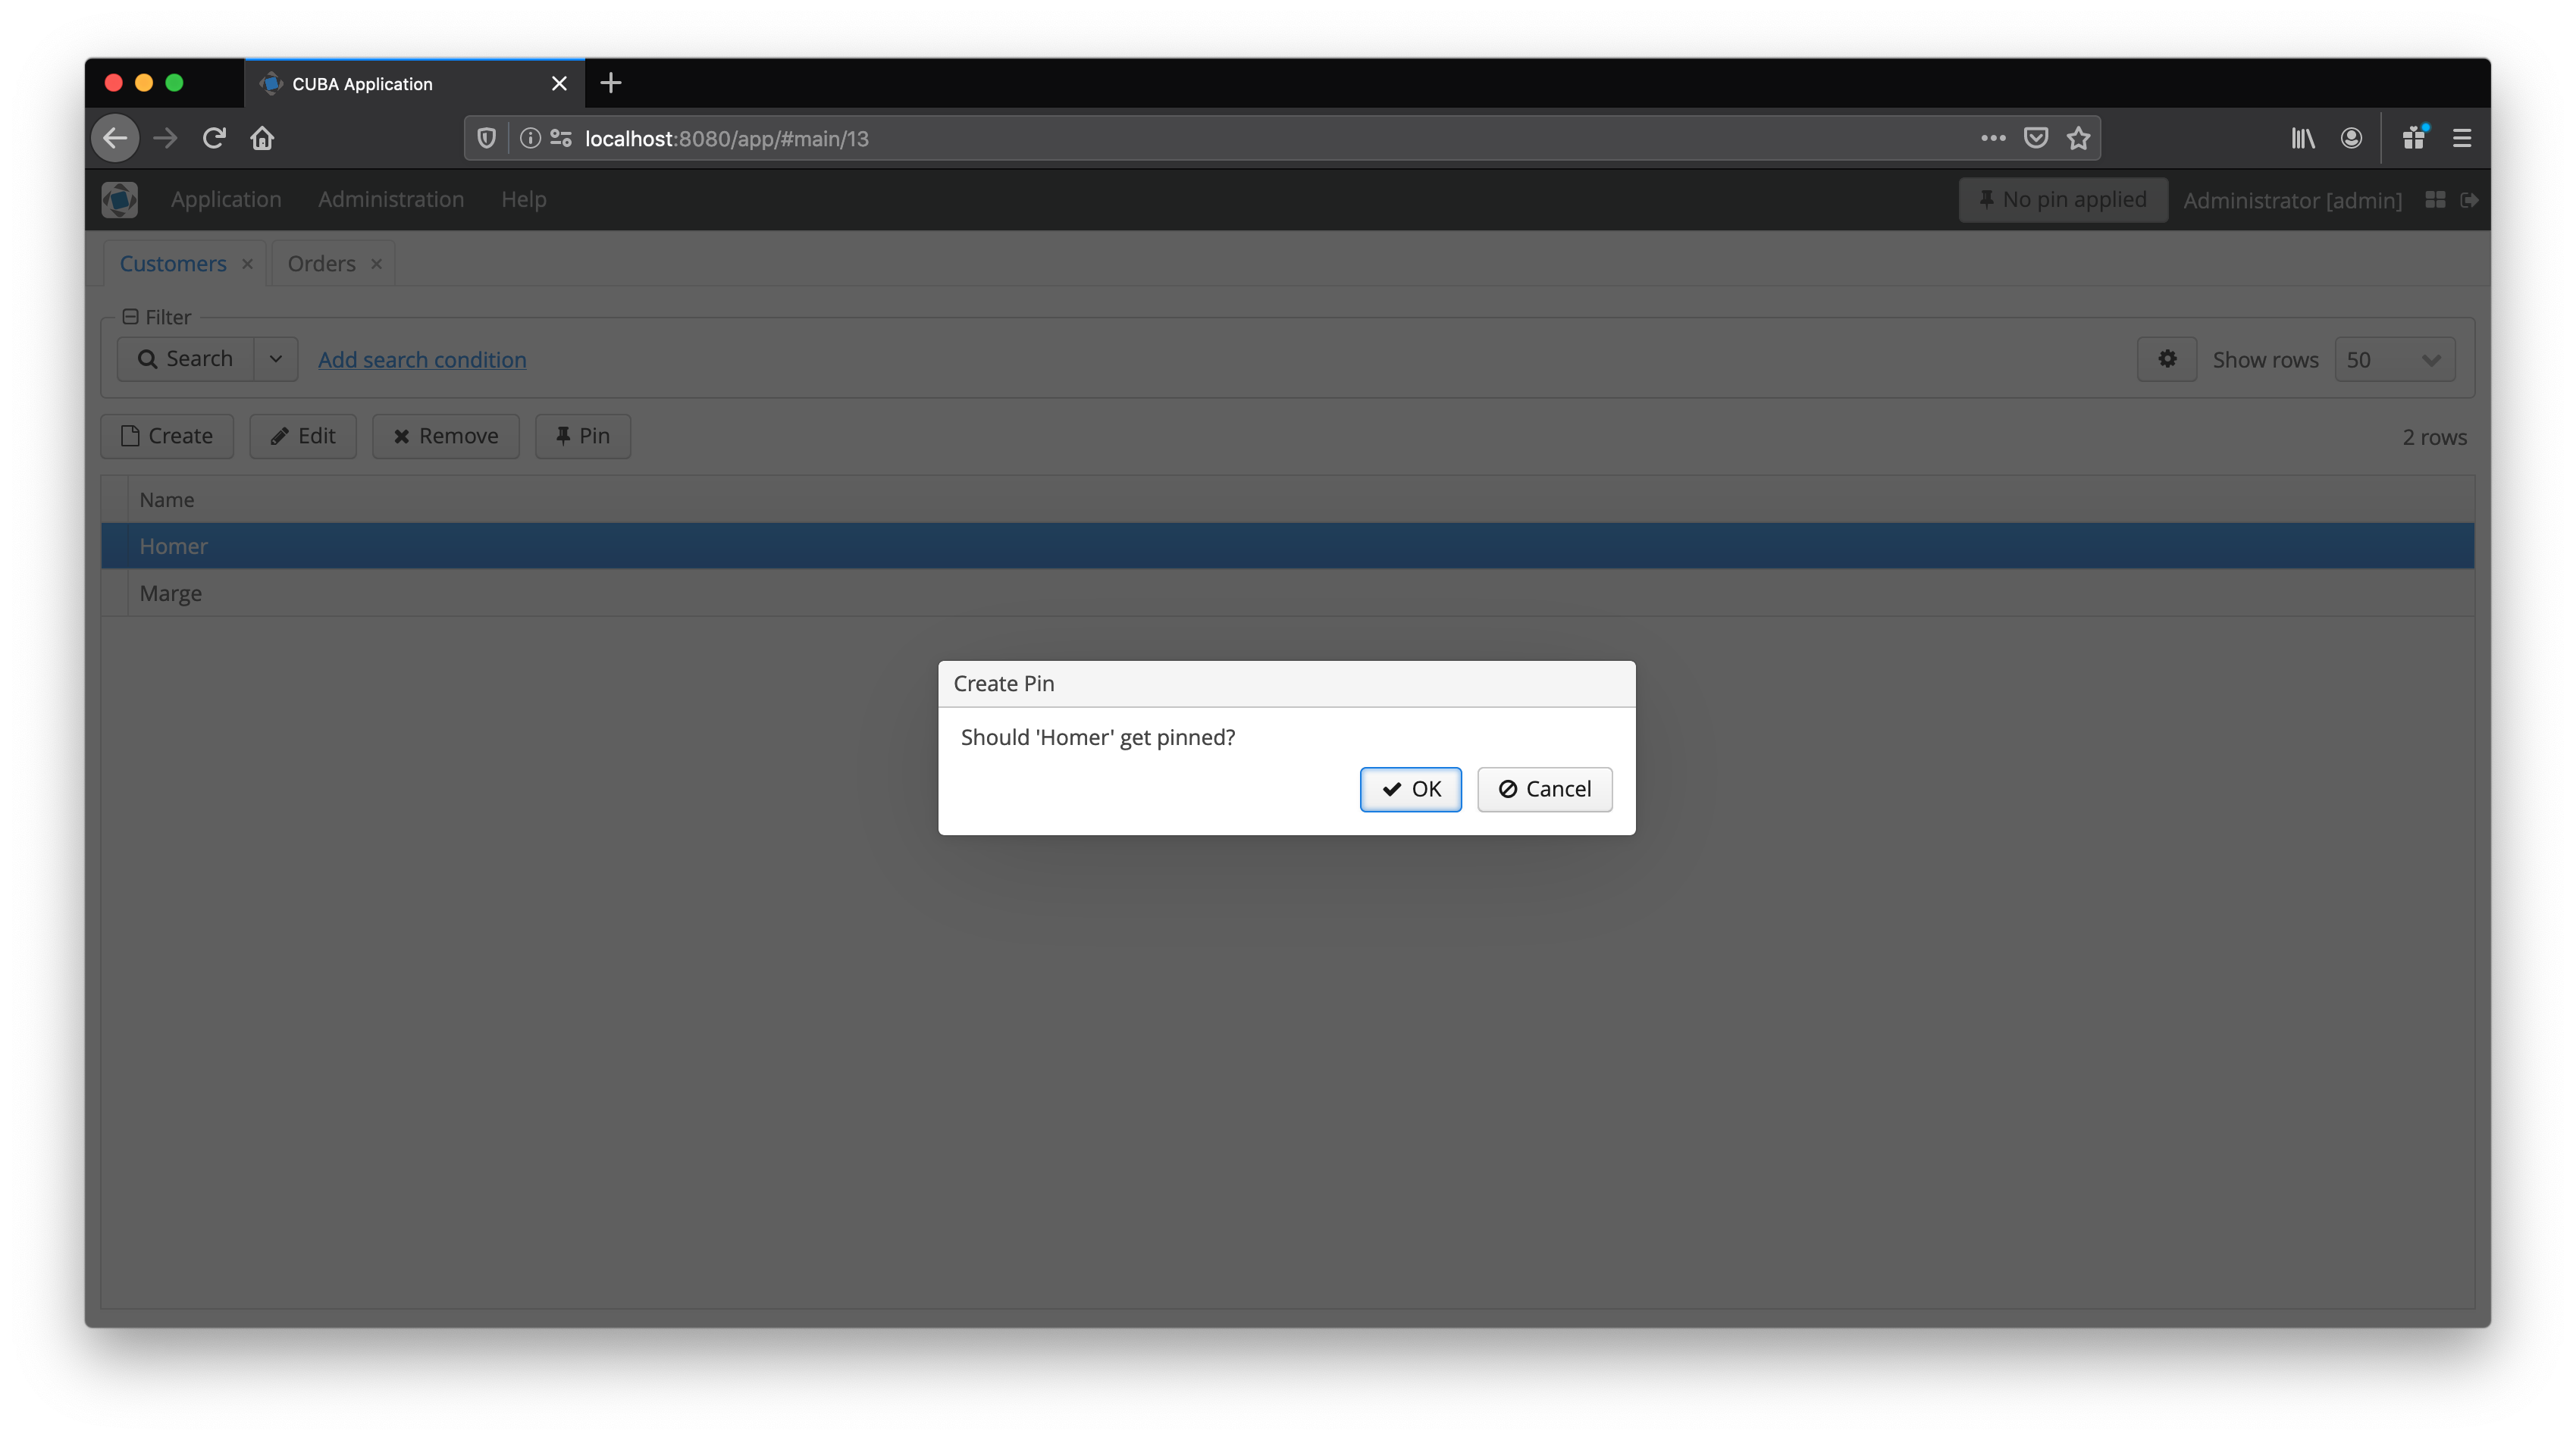 CUBA Application
localhost:8080/app/#main/13
Application Administration Help No pin applied Administrator [admin]
Customers Orders
Filter
Search Add search condition Show rows 50
Create Edit Remove Pin 2 rows
Name
Homer
Marge
Create Pin
Should 'Homer' get pinned?
OK Cancel